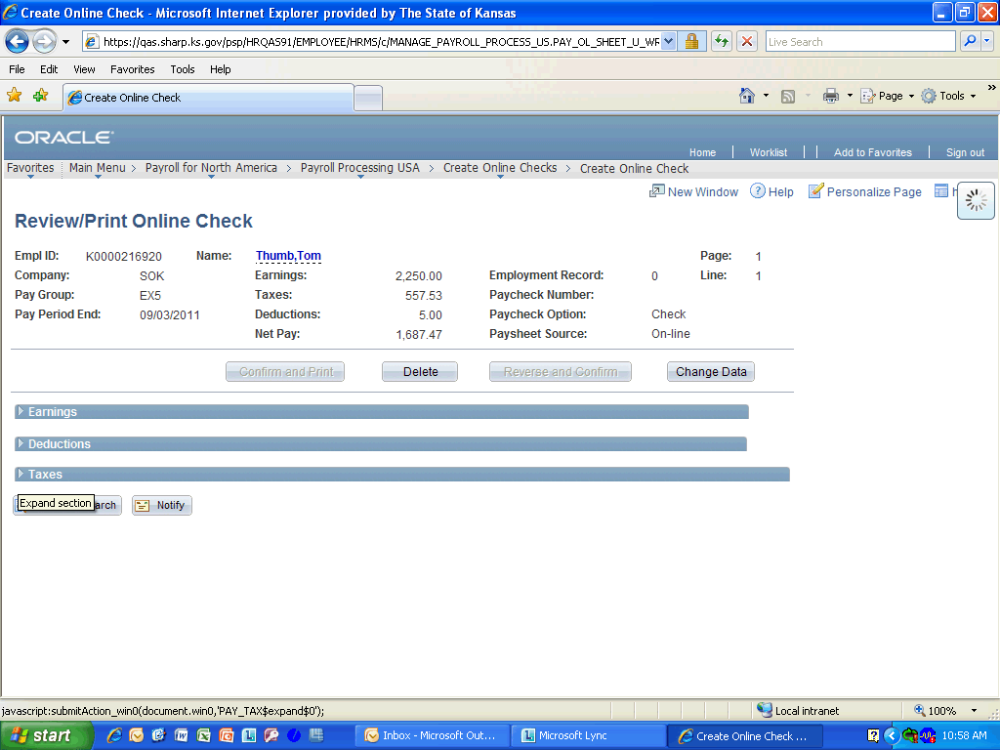 Create Online Check - Microsoft Internet Explorer provided by The State of Kansas
https://qas.sharp.ks.gov/psp/HRQAS91/EMPLOYEE/HRMS/c/MANAGE_PAYROLL_PROCESS_US.PAY_OL_SHEET_U_WF
Live Search
File Edit View Favorites Tools Help
Create Online Check
Page Tools »
ORACLE
Home Worklist Add to Favorites Sign out
Favorites Main Menu > Payroll for North America > Payroll Processing USA > Create Online Checks > Create Online Check
New Window Help Personalize Page
Review/Print Online Check
Empl ID: K0000216920 Name: Thumb,Tom Page: 1
Company: SOK Earnings: 2,250.00 Employment Record: 0 Line: 1
Pay Group: EX5 Taxes: 557.53 Paycheck Number:
Pay Period End: 09/03/2011 Deductions: 5.00 Paycheck Option: Check
Net Pay: 1,687.47 Paysheet Source: On-line
Confirm and Print Delete Reverse and Confirm Change Data
Earnings
Deductions
Taxes
Expand section arch Notify
javascript:submitAction_win0(document.win0,'PAY_TAX$expand$0');
Local intranet 100%
start Inbox - Microsoft Out... Microsoft Lync Create Online Check ... 10:58 AM